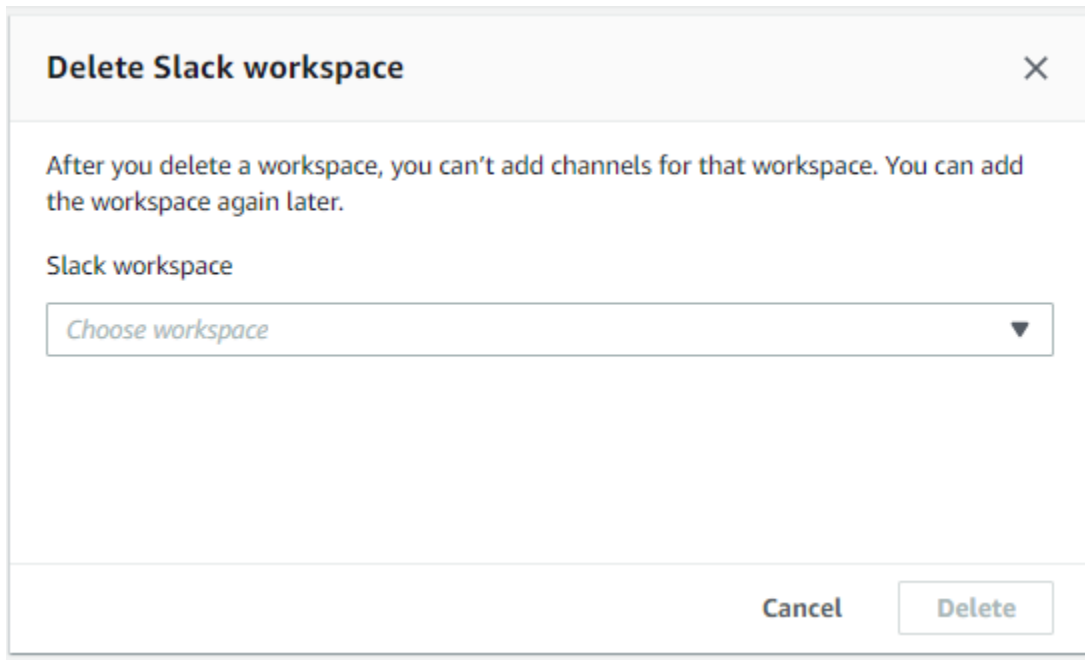 Delete Slack workspace
After you delete a workspace, you can’t add channels for that workspace. You can add
the workspace again later.
Slack workspace
Choose workspace
Cancel
Delete